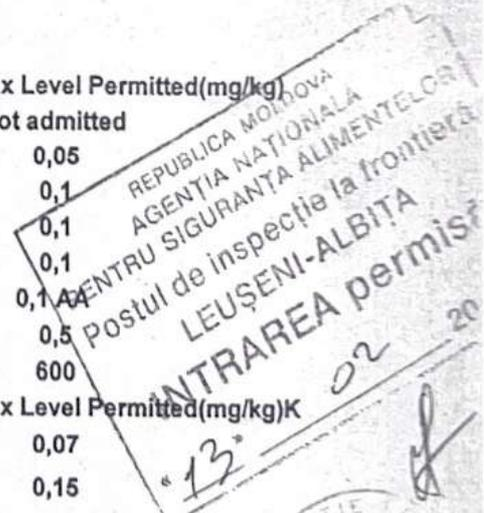 x Level Permitted(mg/kg)
ot admitted
0,05
0,1
0,1
0,1
0,1 AA
0,5
600
x Level Permitted(mg/kg)K
0,07
0,15
REPUBLICA MOLDOVA
AGENȚIA NAȚIONALA
PENTRU SIGURANȚA ALIMENTELOR
Postul de inspecție la frontieră
LEUȘENI-ALBIȚA
INTRAREA permisă
"13" 02 20